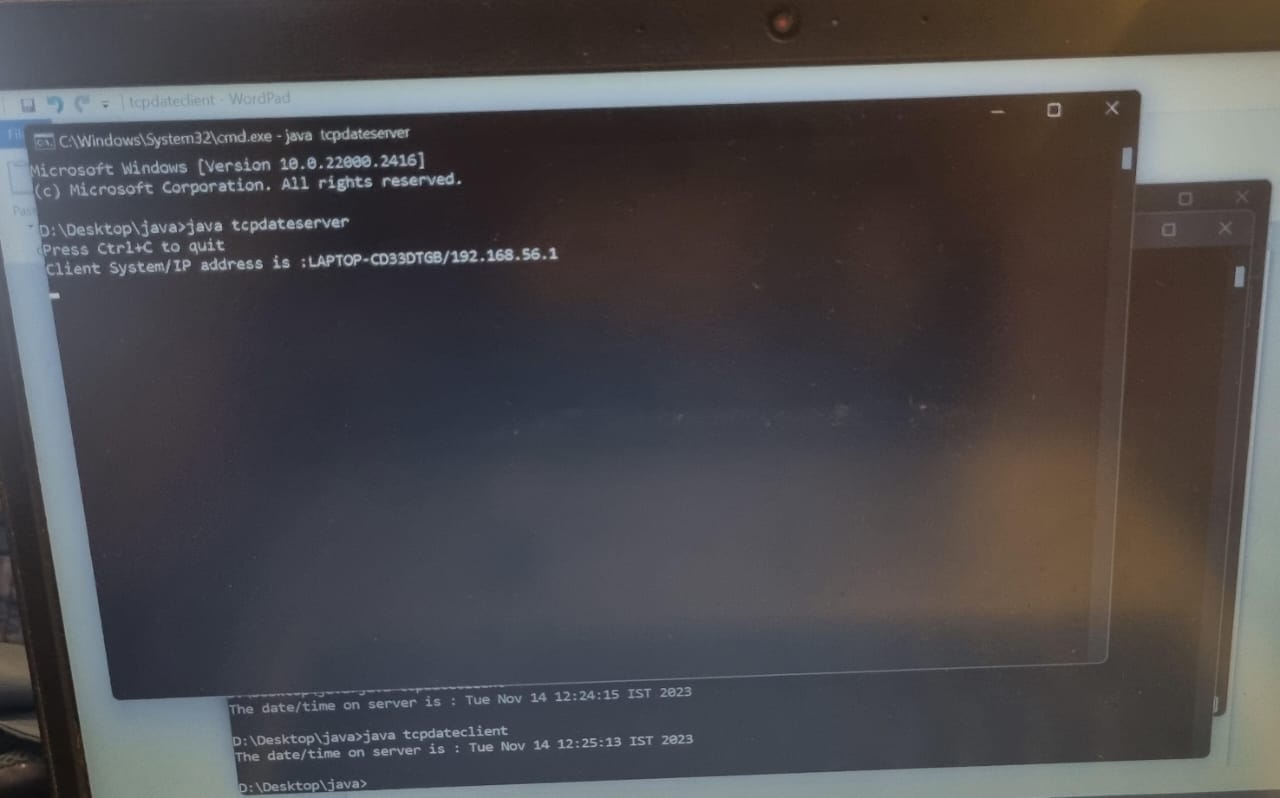 tcpdateclient - WordPad
C:\Windows\System32\cmd.exe - java tcpdateserver
Microsoft Windows [Version 10.0.22000.2416]
(c) Microsoft Corporation. All rights reserved.
D:\Desktop\java>java tcpdateserver
Press Ctrl+C to quit
Client System/IP address is :LAPTOP-CD33DTGB/192.168.56.1
The date/time on server is : Tue Nov 14 12:24:15 IST 2023
D:\Desktop\java>java tcpdateclient
The date/time on server is : Tue Nov 14 12:25:13 IST 2023
D:\Desktop\java>